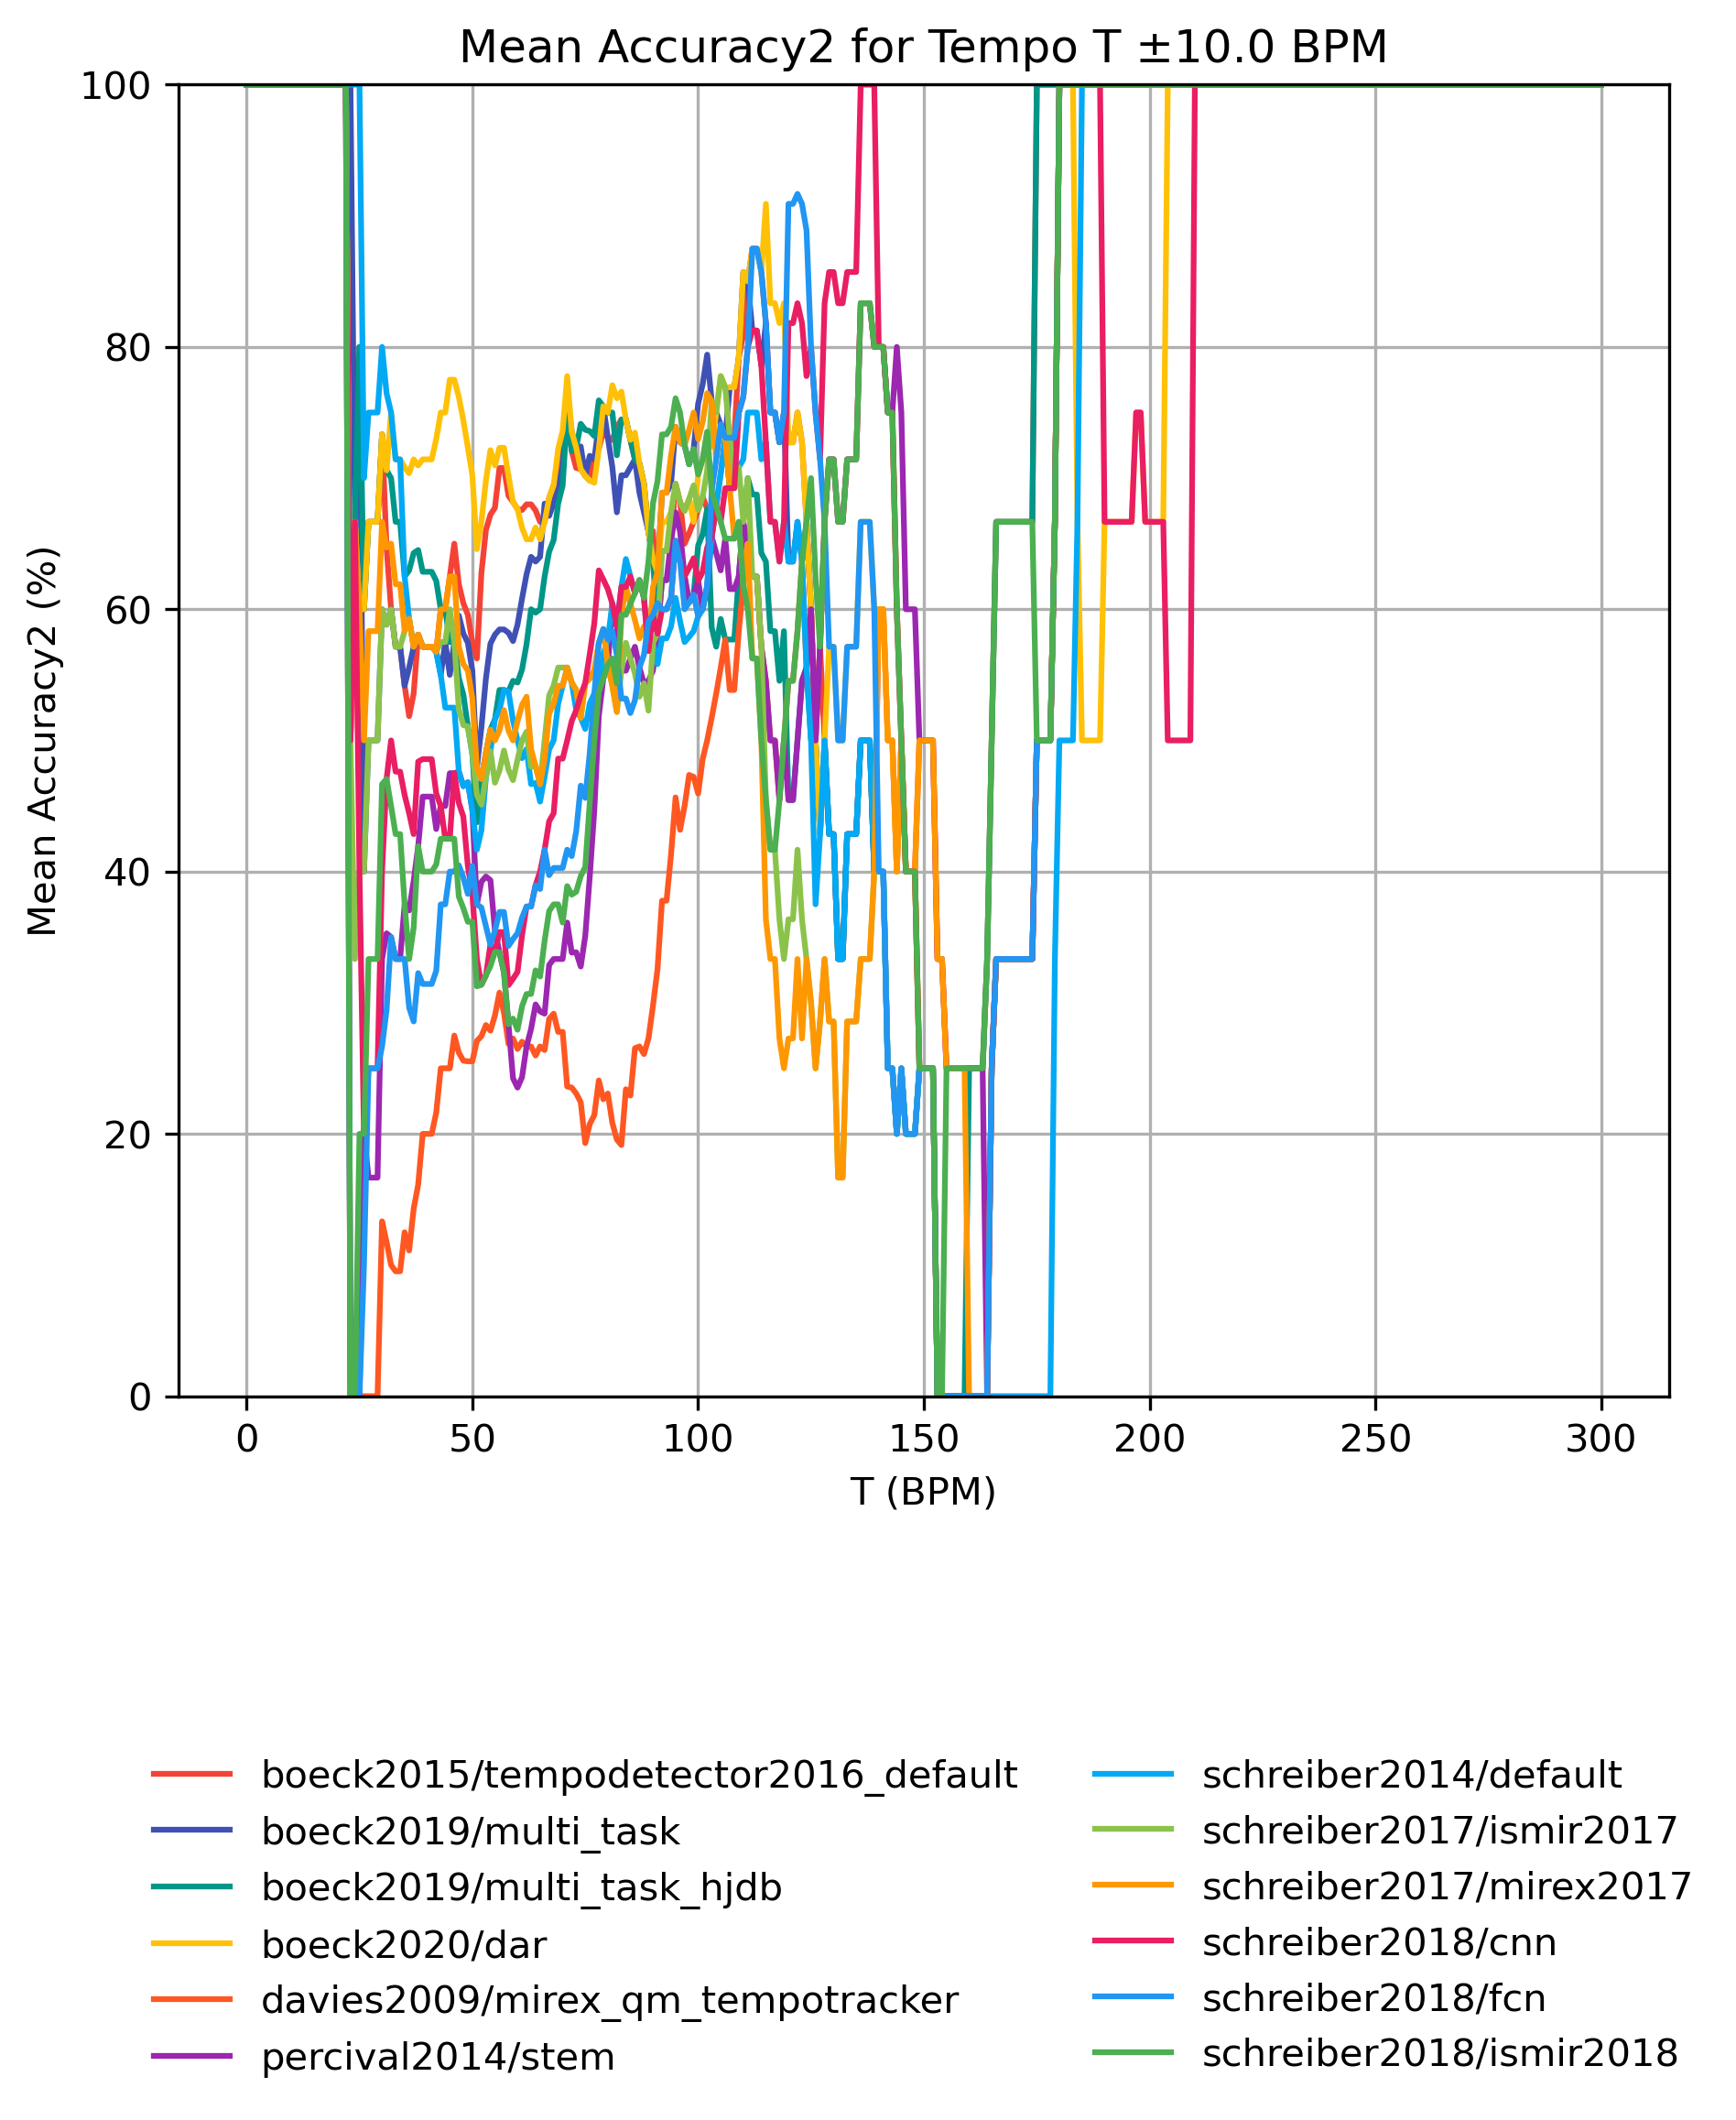 Mean Accuracy2 for Tempo T ±10.0 BPM
100
80
60
40
20
0
Mean Accuracy2 (%)
0 50 100 150 200 250 300
T (BPM)
boeck2015/tempodetector2016_default
boeck2019/multi_task
boeck2019/multi_task_hjdb
boeck2020/dar
davies2009/mirex_qm_tempotracker
percival2014/stem
schreiber2014/default
schreiber2017/ismir2017
schreiber2017/mirex2017
schreiber2018/cnn
schreiber2018/fcn
schreiber2018/ismir2018